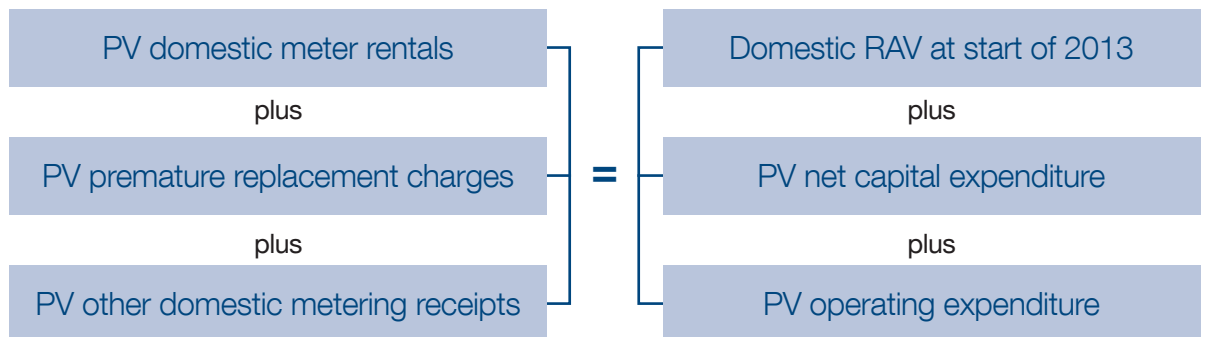 PV domestic meter rentals
plus
PV premature replacement charges
plus
PV other domestic metering receipts
=
Domestic RAV at start of 2013
plus
PV net capital expenditure
plus
PV operating expenditure